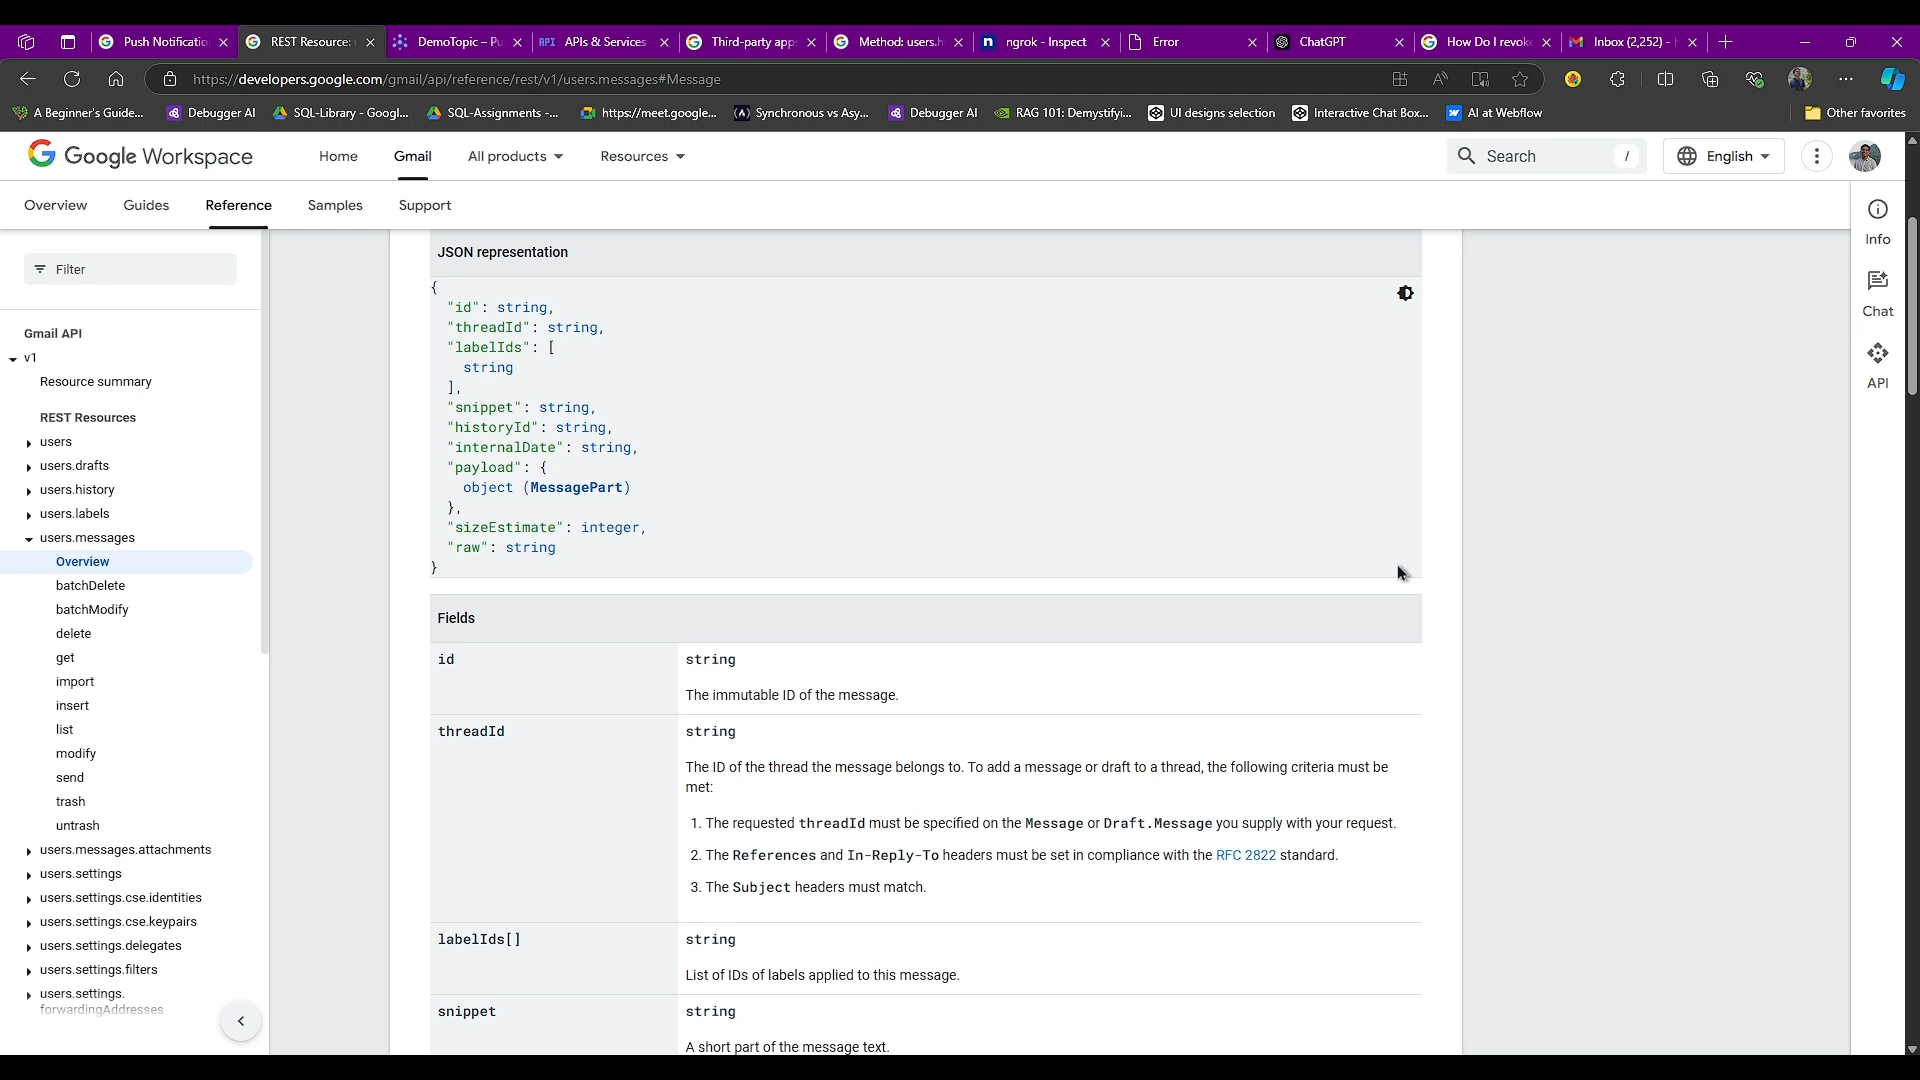 Push Notificatio
REST Resource: 
DemoTopic – Pu
API APIs & Services
Third-party apps
Method: users.h
n ngrok - Inspect
Error
ChatGPT
How Do I revoke
Inbox (2,252) -
https://developers.google.com/gmail/api/reference/rest/v1/users.messages#Message
A Beginner's Guide...
Debugger AI
SQL-Library - Googl...
SQL-Assignments -...
https://meet.google...
Synchronous vs Asy...
Debugger AI
RAG 101: Demystifyi...
UI designs selection
Interactive Chat Box...
AI at Webflow
Other favorites
Google Workspace
Home
Gmail
All products
Resources
Search
/
English
Overview
Guides
Reference
Samples
Support
Filter
Gmail API
v1
Resource summary
REST Resources
users
users.drafts
users.history
users.labels
users.messages
Overview
batchDelete
batchModify
delete
get
import
insert
list
modify
send
trash
untrash
users.messages.attachments
users.settings
users.settings.cse.identities
users.settings.cse.keypairs
users.settings.delegates
users.settings.filters
users.settings.
forwardingAddresses
JSON representation
{
"id": string,
"threadId": string,
"labelIds": [
string
],
"snippet": string,
"historyId": string,
"internalDate": string,
"payload": {
object (MessagePart)
},
"sizeEstimate": integer,
"raw": string
}
Fields
id
string
The immutable ID of the message.
threadId
string
The ID of the thread the message belongs to. To add a message or draft to a thread, the following criteria must be
met:
1. The requested threadId must be specified on the Message or Draft.Message you supply with your request.
2. The References and In-Reply-To headers must be set in compliance with the RFC 2822 standard.
3. The Subject headers must match.
labelIds[]
string
List of IDs of labels applied to this message.
snippet
string
A short part of the message text.
Info
Chat
API